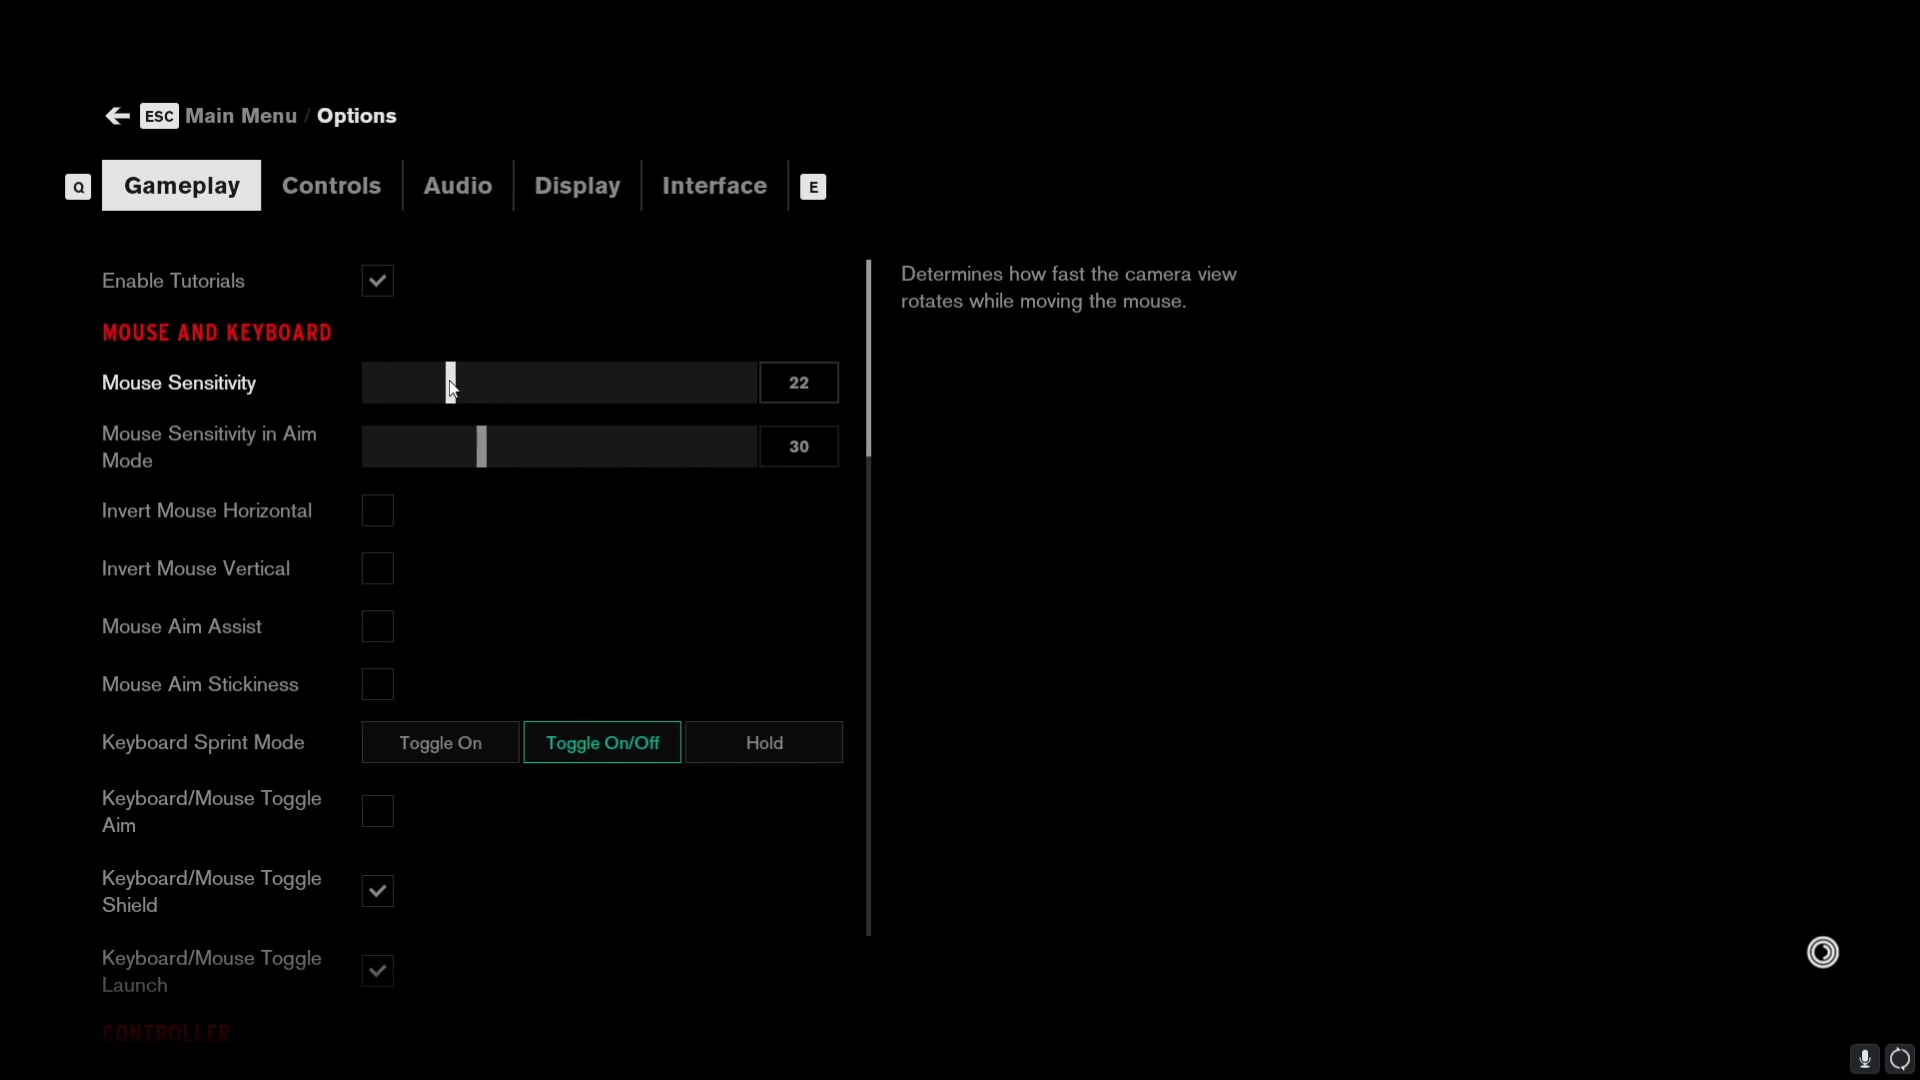 ESC Main Menu / Options
Q Gameplay Controls Audio Display Interface E
Enable Tutorials
Determines how fast the camera view
rotates while moving the mouse.
MOUSE AND KEYBOARD
Mouse Sensitivity 22
Mouse Sensitivity in Aim
Mode
30
Invert Mouse Horizontal
Invert Mouse Vertical
Mouse Aim Assist
Mouse Aim Stickiness
Keyboard Sprint Mode Toggle On Toggle On/Off Hold
Keyboard/Mouse Toggle
Aim
Keyboard/Mouse Toggle
Shield
Keyboard/Mouse Toggle
Launch
CONTROLLER